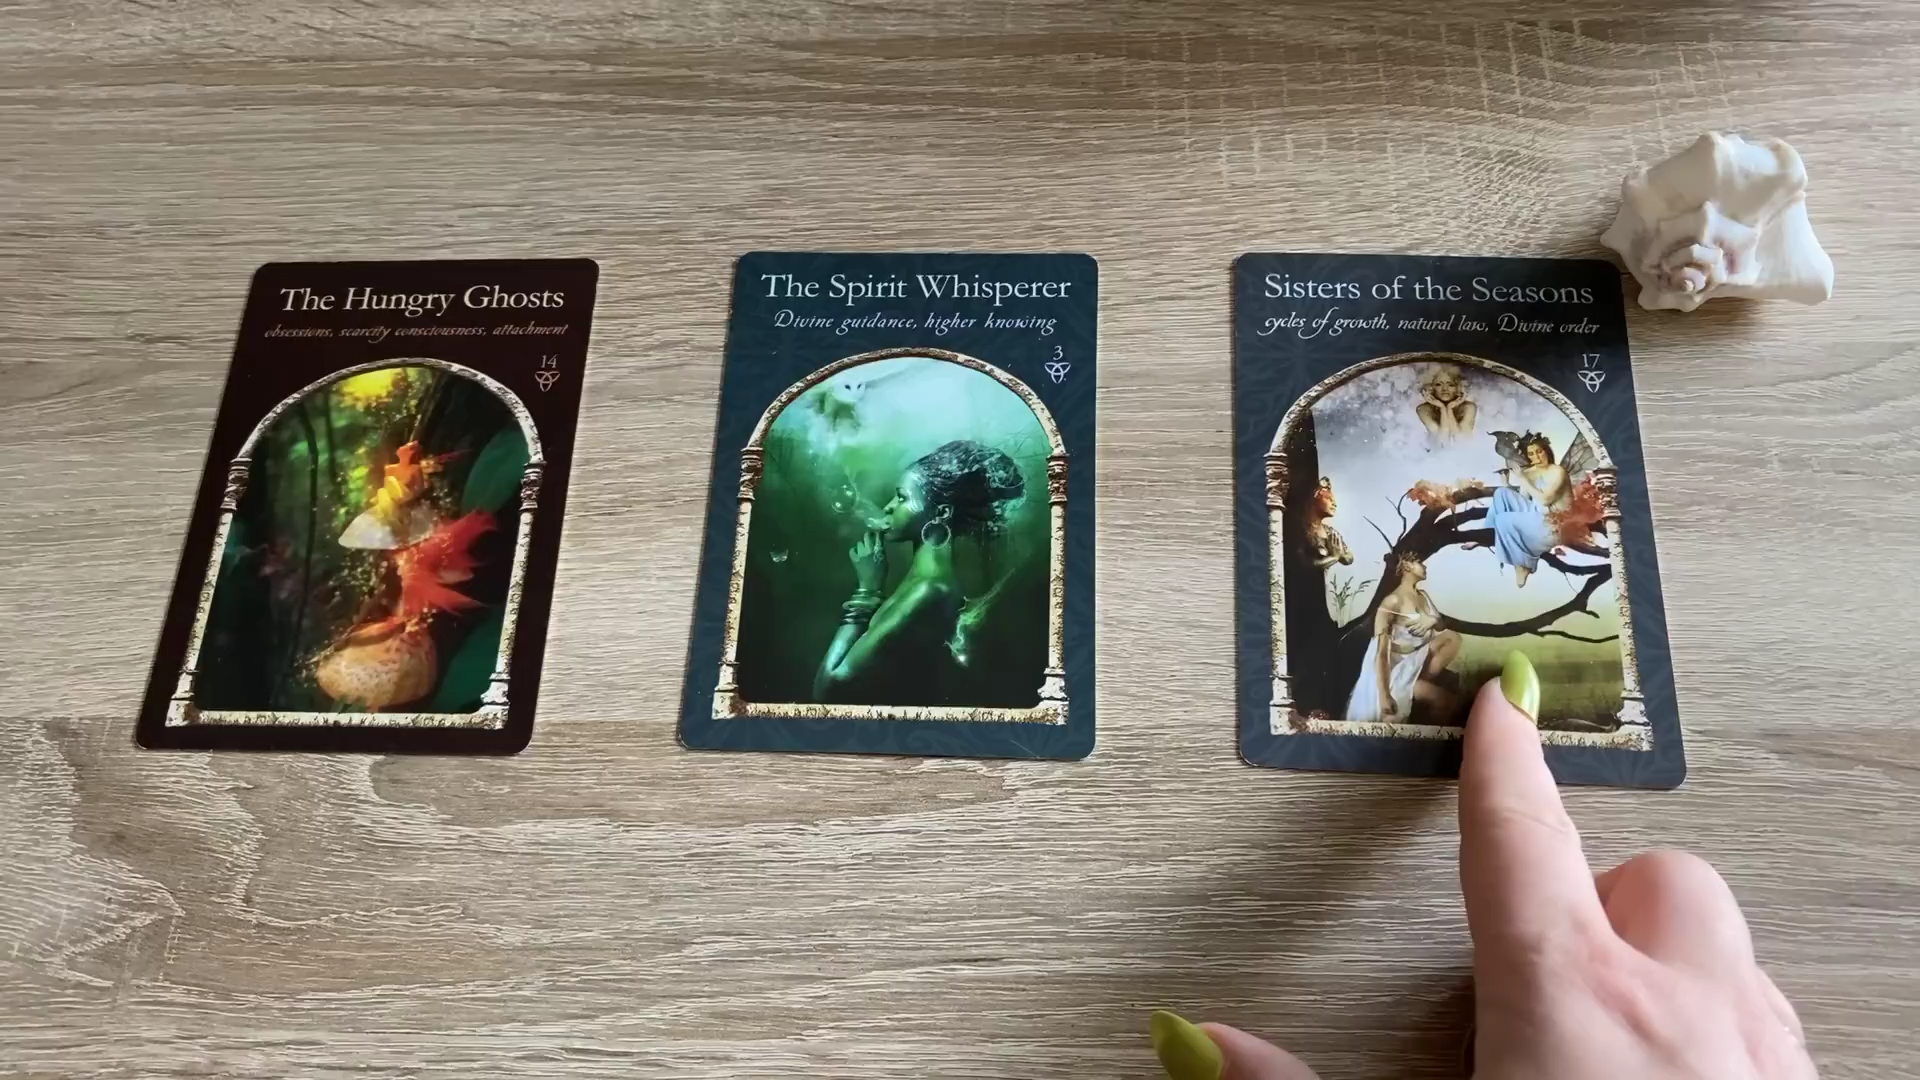 The Hungry Ghosts
obsessions, scarcity consciousness, attachment
14
The Spirit Whisperer
Divine guidance, higher knowing
3
Sisters of the Seasons
cycles of growth, natural law, Divine order
17